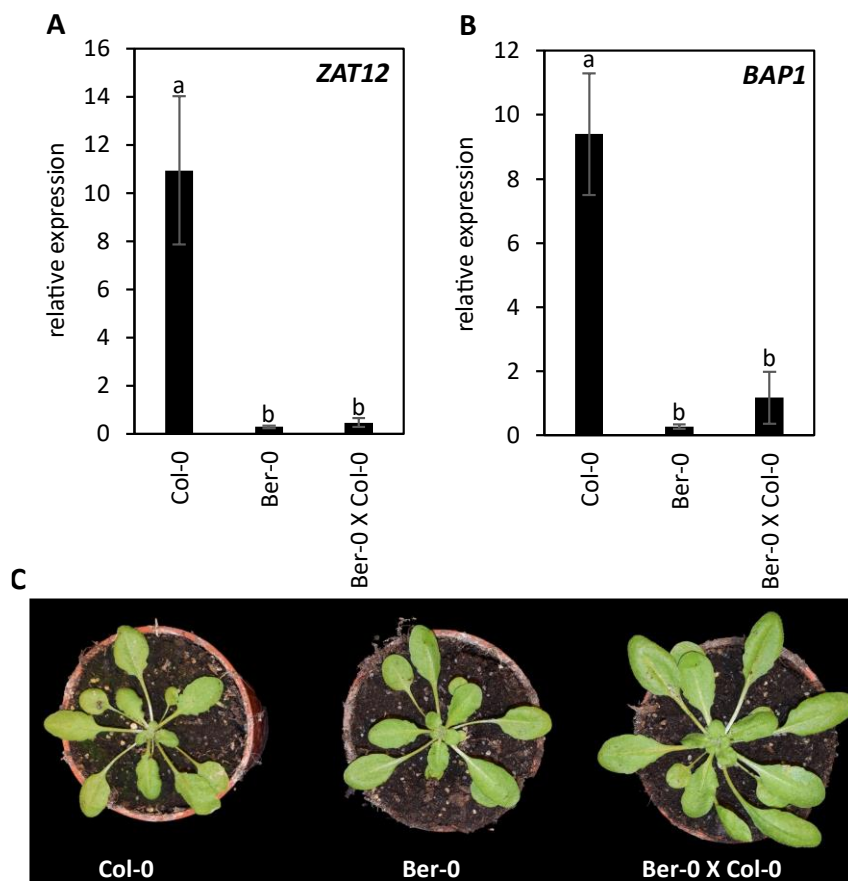 A
16
14
12
10
8
6
4
2
0
relative expression
ZAT12
a
b
b
Col-0
Ber-0
Ber-0 X Col-0
B
12
10
8
6
4
2
0
relative expression
BAP1
a
b
b
Col-0
Ber-0
Ber-0 X Col-0
C
Col-0
Ber-0
Ber-0 X Col-0